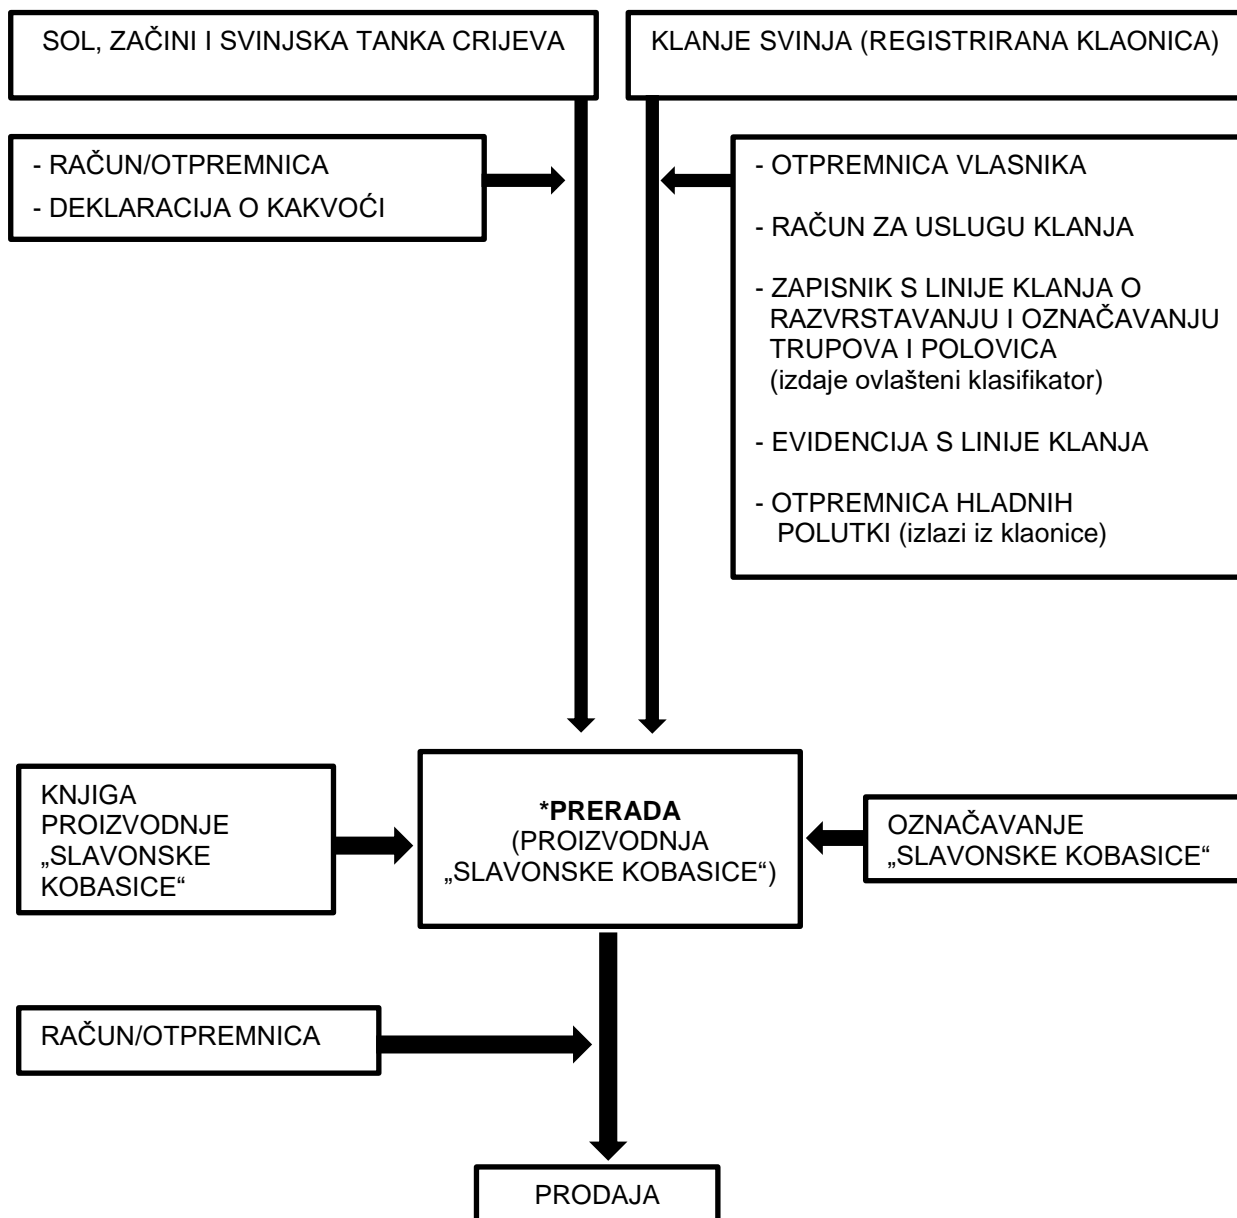 SOL, ZAČINI I SVINJSKA TANKA CRIJEVA
KLANJE SVINJA (REGISTRIRANA KLAONICA)
- RAČUN/OTPREMNICA
- DEKLARACIJA O KAKVOĆI
- OTPREMNICA VLASNIKA
- RAČUN ZA USLUGU KLANJA
- ZAPISNIK S LINIJE KLANJA O
RAZVRSTAVANJU I OZNAČAVANJU
TRUPOVA I POLOVICA
(izdaje ovlašteni klasifikator)
- EVIDENCIJA S LINIJE KLANJA
- OTPREMNICA HLADNIH
POLUTKI (izlazi iz klaonice)
KNJIGA
PROIZVODNJE
„SLAVONSKE
KOBASICE“
*PRERADA
(PROIZVODNJA
„SLAVONSKE KOBASICE“)
OZNAČAVANJE
„SLAVONSKE KOBASICE“
RAČUN/OTPREMNICA
PRODAJA